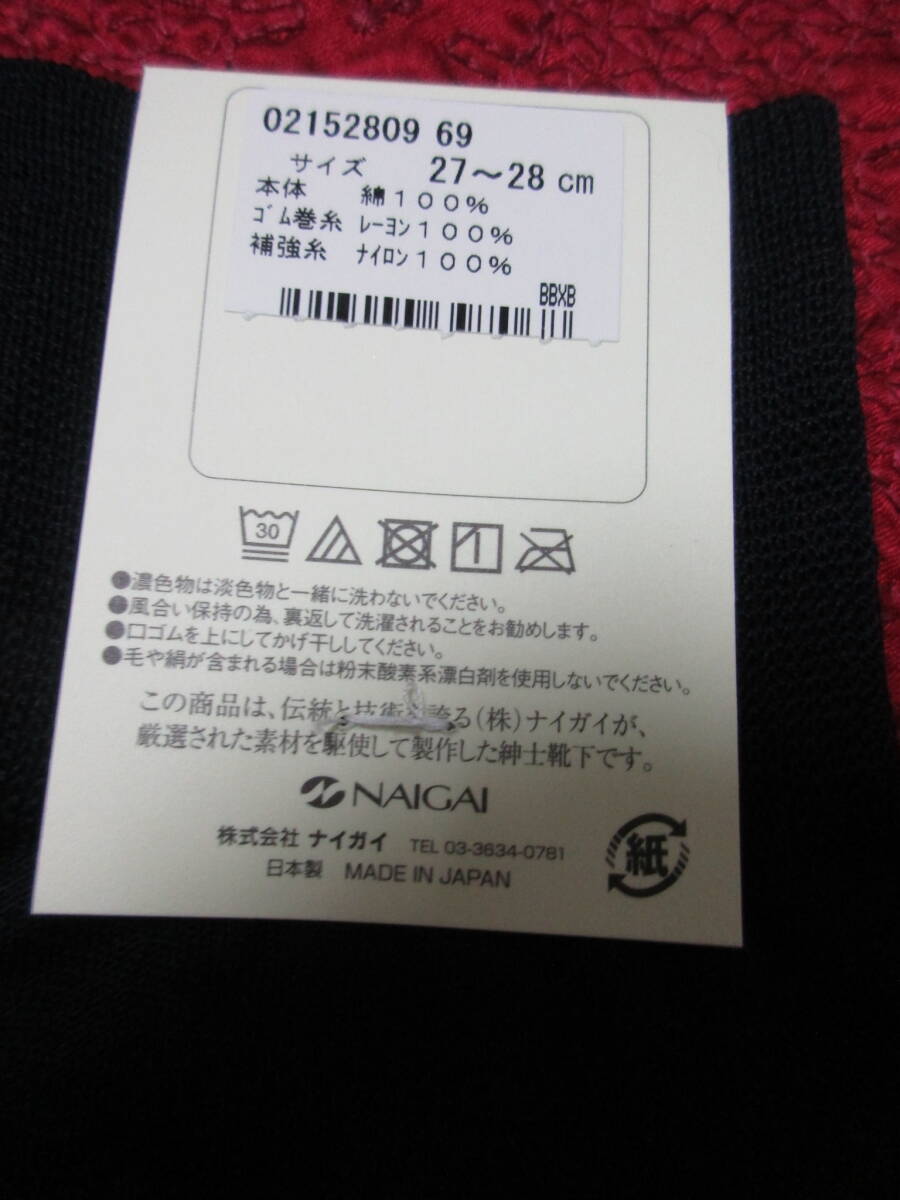 02152809 69
サイズ 27～28 cm
本体 綿100%
ｺﾞﾑ巻糸 ﾚｰﾖﾝ100%
補強糸 ﾅｲﾛﾝ100%
BBXB
30
●濃色物は淡色物と一緒に洗わないでください。
●風合い保持の為、裏返して洗濯されることをお勧めします。
●口ゴムを上にしてかげ干ししてください。
●毛や絹が含まれる場合は粉末酸素系漂白剤を使用しないでください。
この商品は、伝統と技術を誇る(株)ナイガイが、
厳選された素材を駆使して製作した紳士靴下です。
NAIGAI
株式会社 ナイガイ TEL 03-3634-0781
日本製 MADE IN JAPAN
紙